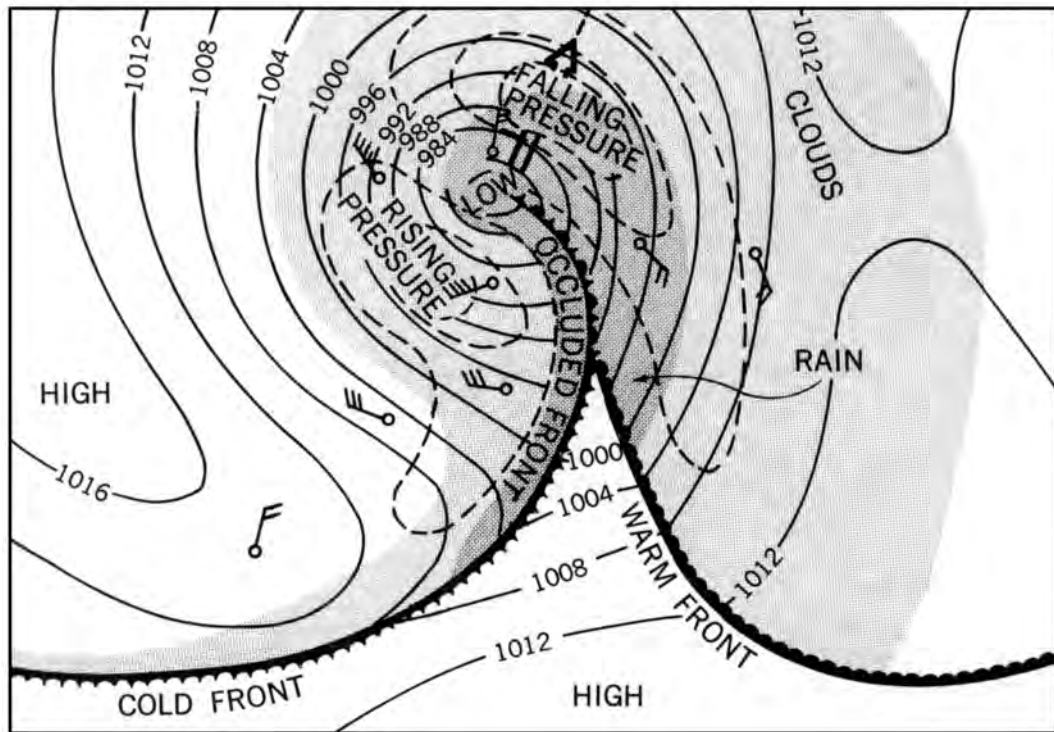 1012
1008
1004
1000
996
992
988
984
1012
CLOUDS
FALLING
PRESSURE
LOW
RISING
PRESSURE
OCCLUDED FRONT
RAIN
HIGH
1016
1000
1004
1008
1012
1012
WARM FRONT
COLD FRONT
HIGH